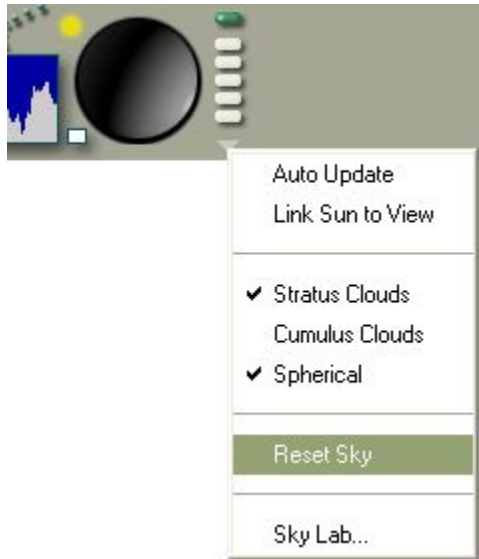 Auto Update
Link Sun to View
Stratus Clouds
Cumulus Clouds
Spherical
Reset Sky
Sky Lab...